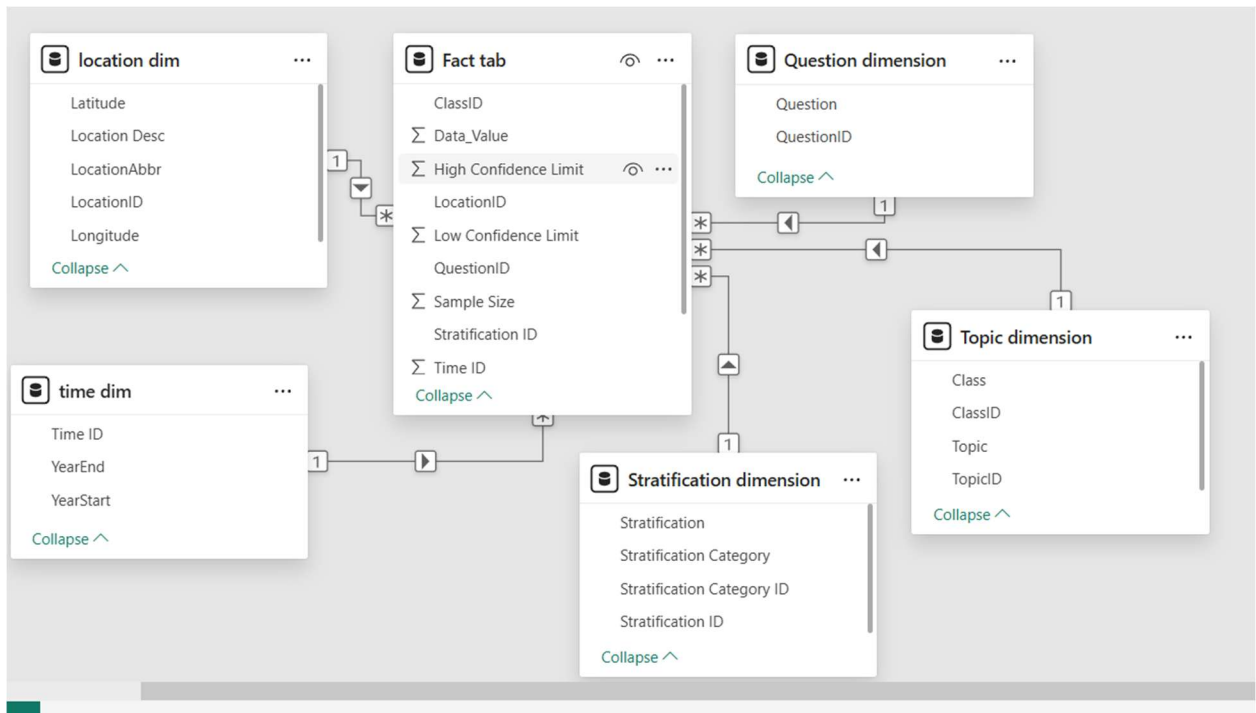 location dim
Latitude
Location Desc
LocationAbbr
LocationID
Longitude
Collapse
Fact tab
ClassID
Σ Data_Value
Σ High Confidence Limit
LocationID
Σ Low Confidence Limit
QuestionID
Σ Sample Size
Stratification ID
Σ Time ID
Collapse
Question dimension
Question
QuestionID
Collapse
1
*
1
*
*
*
1
Topic dimension
Class
ClassID
Topic
TopicID
Collapse
time dim
Time ID
YearEnd
YearStart
Collapse
1
*
1
Stratification dimension
Stratification
Stratification Category
Stratification Category ID
Stratification ID
Collapse